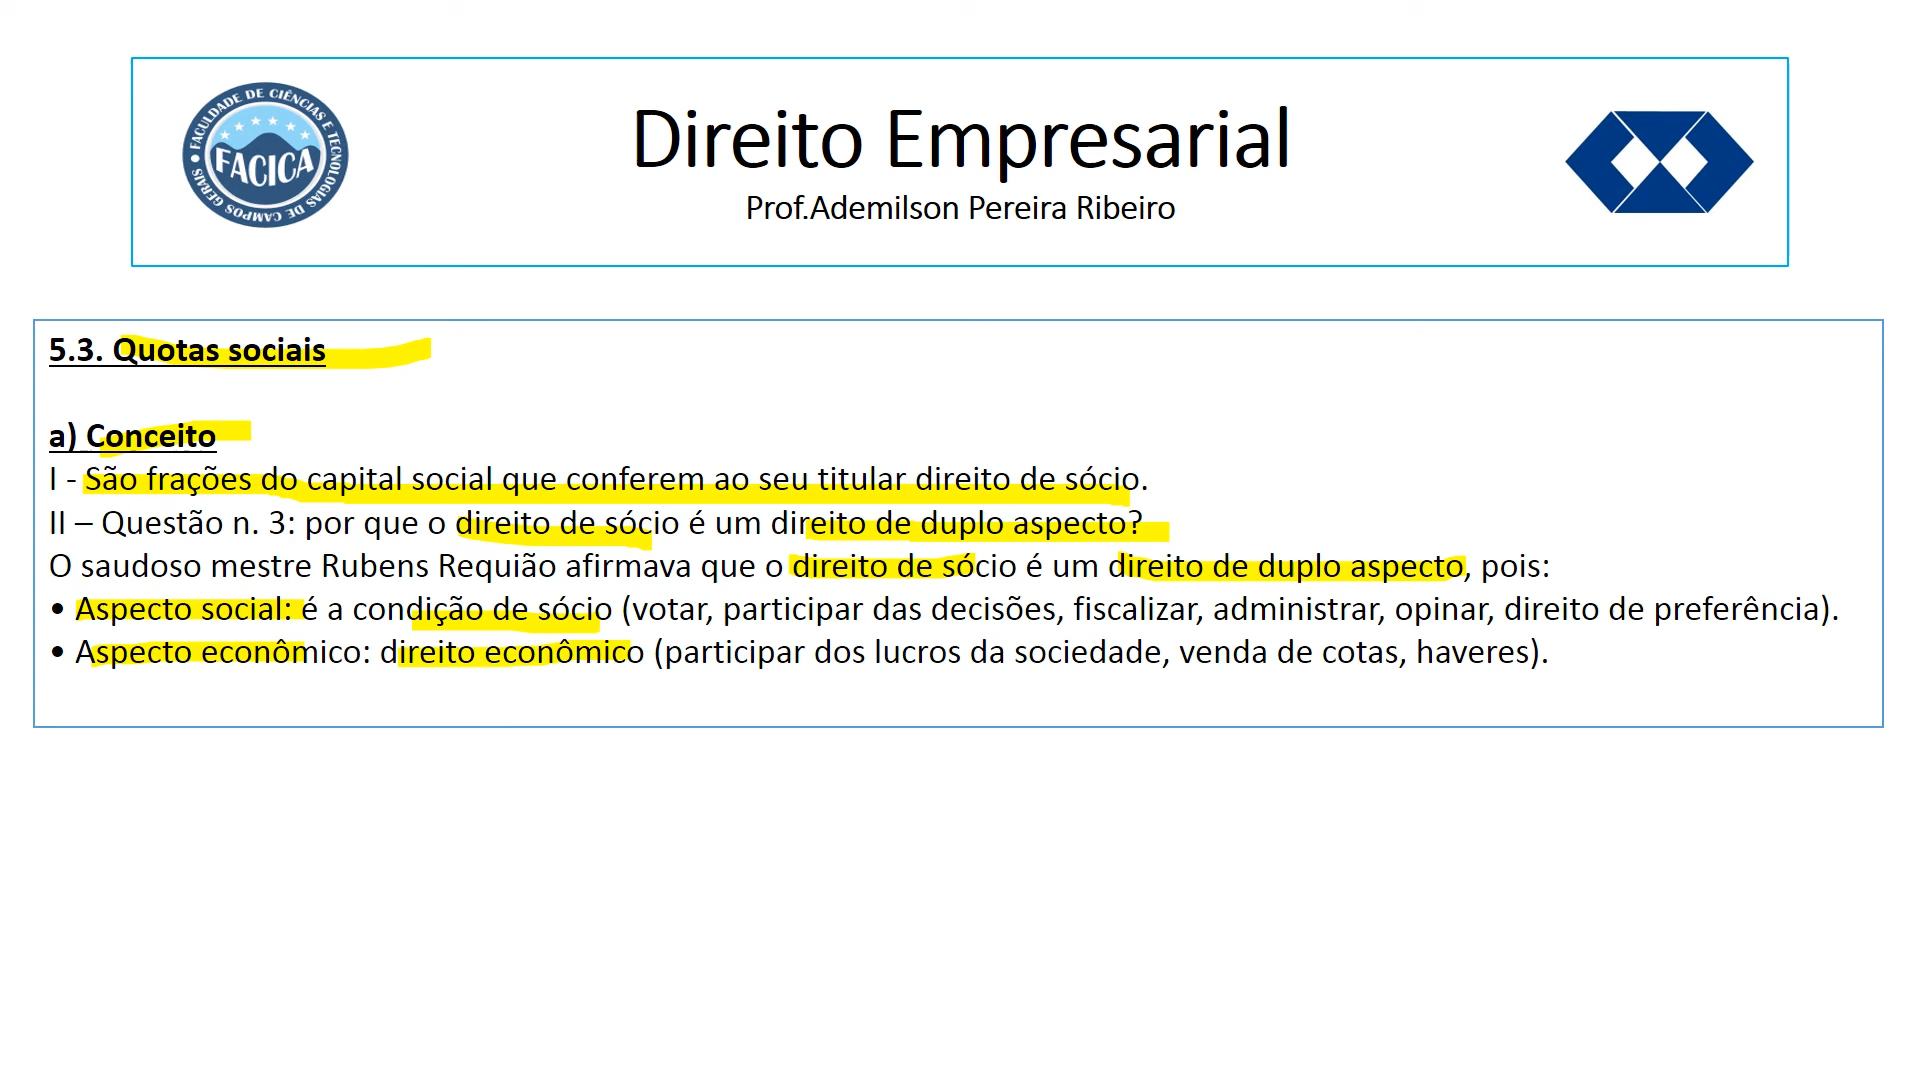 FACULDADE DE CIÊNCIAS E TECNOLOGIAS DE CAMPOS GERAIS
FACICA
Direito Empresarial
Prof.Ademilson Pereira Ribeiro
5.3. Quotas sociais
a) Conceito
I - São frações do capital social que conferem ao seu titular direito de sócio.
II – Questão n. 3: por que o direito de sócio é um direito de duplo aspecto?
O saudoso mestre Rubens Requião afirmava que o direito de sócio é um direito de duplo aspecto, pois:
• Aspecto social: é a condição de sócio (votar, participar das decisões, fiscalizar, administrar, opinar, direito de preferência).
• Aspecto econômico: direito econômico (participar dos lucros da sociedade, venda de cotas, haveres).